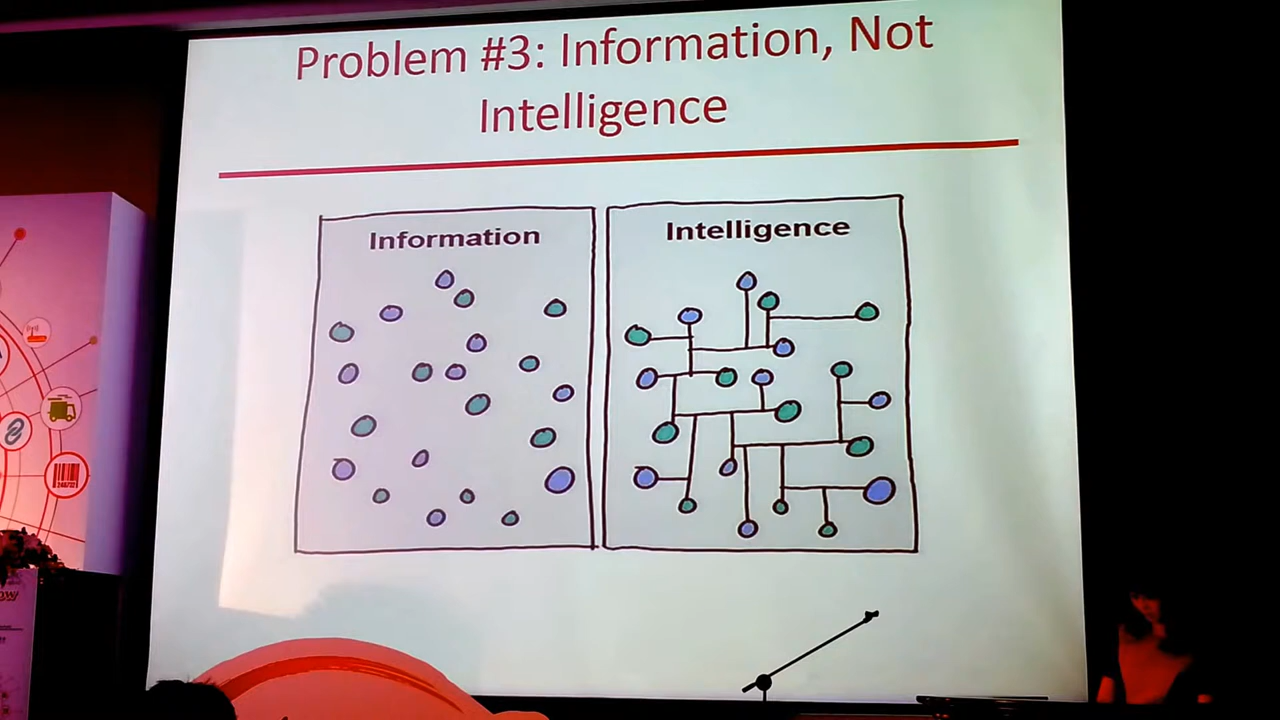 Problem #3: Information, Not
Intelligence
Information
Intelligence